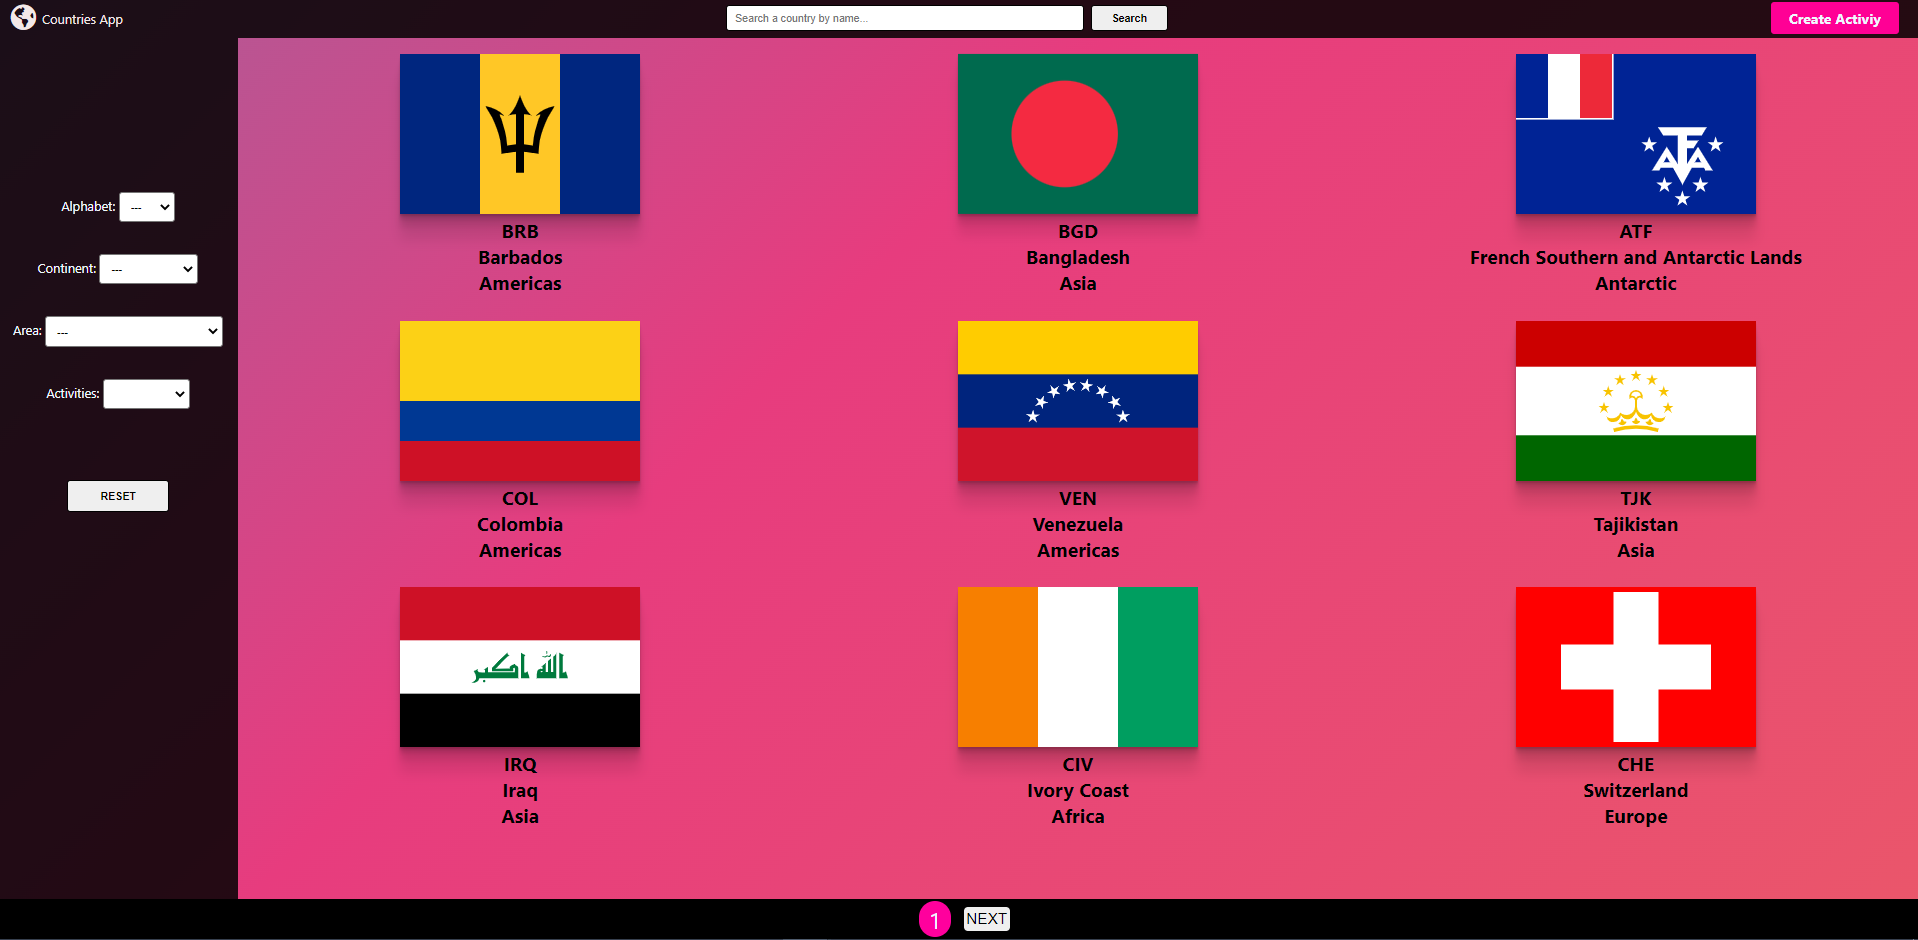 Countries App
Search a country by name...
Search
Create Activiy
Alphabet: ---
Continent: ---
Area: ---
Activities:
RESET
BRB
Barbados
Americas
BGD
Bangladesh
Asia
ATF
French Southern and Antarctic Lands
Antarctic
COL
Colombia
Americas
VEN
Venezuela
Americas
TJK
Tajikistan
Asia
الله اكبر
IRQ
Iraq
Asia
CIV
Ivory Coast
Africa
CHE
Switzerland
Europe
1
NEXT